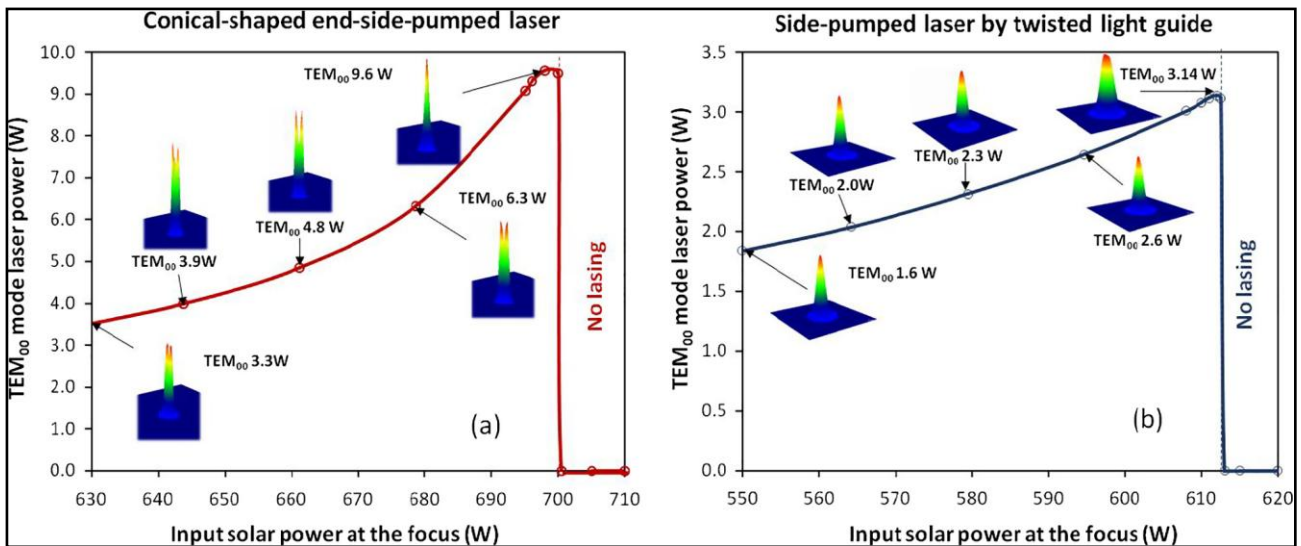 Conical-shaped end-side-pumped laser
TEM₀₀ mode laser power (W)
10.0
9.0
8.0
7.0
6.0
5.0
4.0
3.0
2.0
1.0
0.0
TEM₀₀ 9.6 W
TEM₀₀ 6.3 W
TEM₀₀ 4.8 W
TEM₀₀ 3.9W
TEM₀₀ 3.3W
No lasing
(a)
630 640 650 660 670 680 690 700 710
Input solar power at the focus (W)
Side-pumped laser by twisted light guide
TEM₀₀ mode laser power (W)
3.5
3.0
2.5
2.0
1.5
1.0
0.5
0.0
TEM₀₀ 3.14 W
TEM₀₀ 2.3 W
TEM₀₀ 2.0W
TEM₀₀ 2.6 W
TEM₀₀ 1.6 W
No lasing
(b)
550 560 570 580 590 600 610 620
Input solar power at the focus (W)